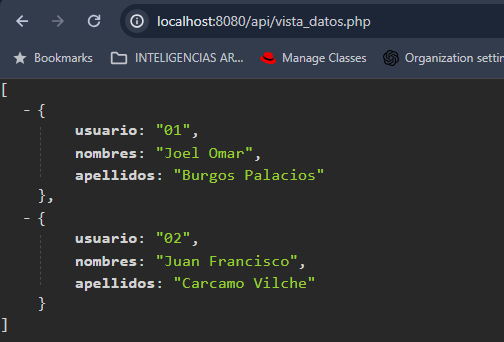 localhost:8080/api/vista_datos.php
Bookmarks INTELIGENCIAS AR... Manage Classes Organization settin
[
- {
usuario: "01",
nombres: "Joel Omar",
apellidos: "Burgos Palacios"
},
- {
usuario: "02",
nombres: "Juan Francisco",
apellidos: "Carcamo Vilche"
}
]